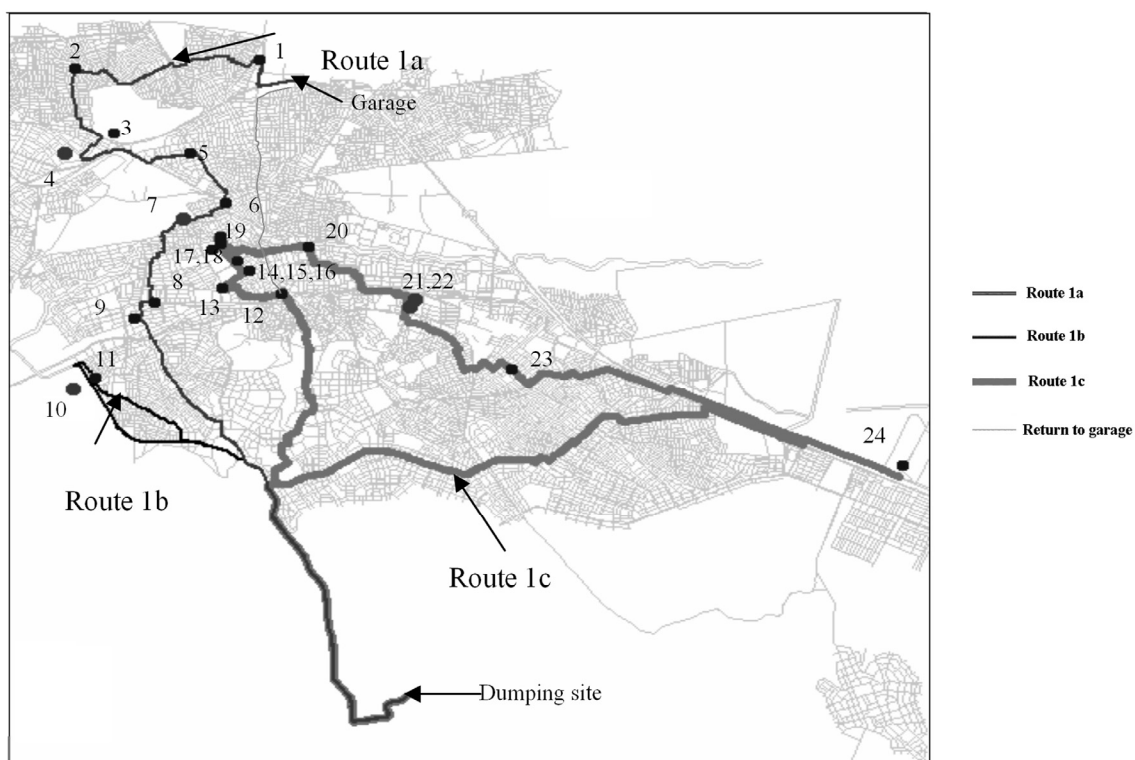 1
2
Route 1a
Garage
3
4
5
6
7
19
20
17,18
14,15,16
21,22
8
13
12
9
23
11
10
24
Route 1b
Route 1c
Dumping site
Route 1a
Route 1b
Route 1c
Return to garage